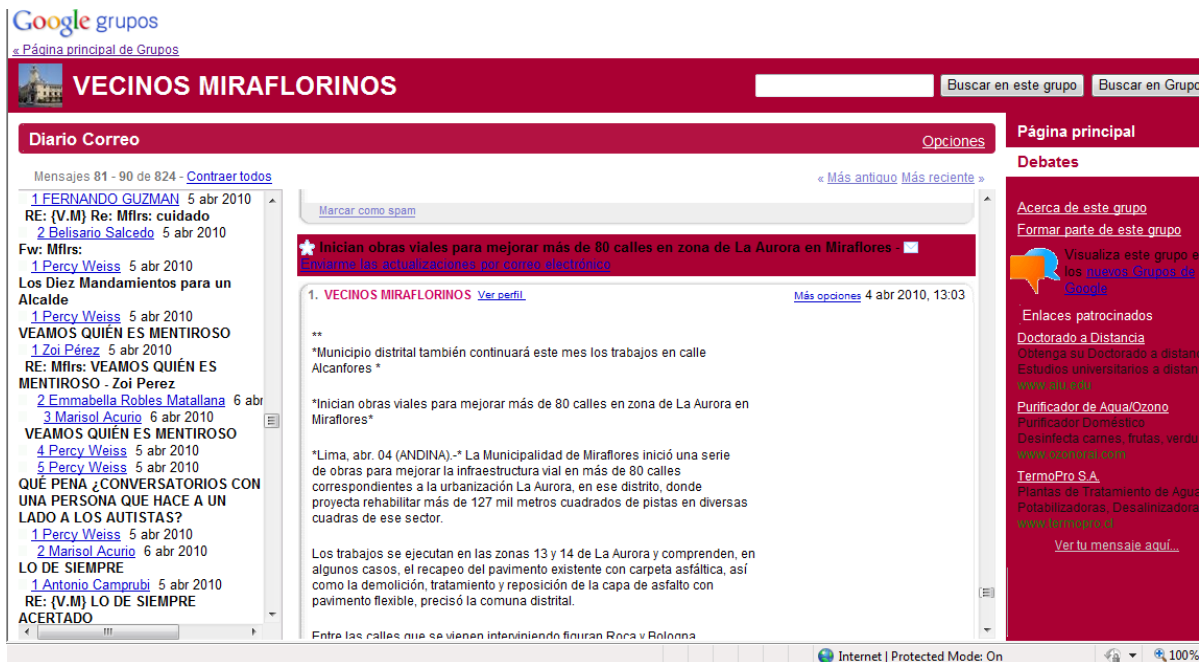 Google grupos
« Página principal de Grupos
VECINOS MIRAFLORINOS
Buscar en este grupo
Buscar en Grupo
Diario Correo
Opciones
Mensajes 81 - 90 de 824 - Contraer todos
« Más antiguo Más reciente »
1 FERNANDO GUZMAN 5 abr 2010
RE: {V.M} Re: Mflrs: cuidado
2 Belisario Salcedo 5 abr 2010
Fw: Mflrs:
1 Percy Weiss 5 abr 2010
Los Diez Mandamientos para un
Alcalde
1 Percy Weiss 5 abr 2010
VEAMOS QUIÉN ES MENTIROSO
1 Zoi Pérez 5 abr 2010
RE: Mflrs: VEAMOS QUIÉN ES
MENTIROSO - Zoi Perez
2 Emmabella Robles Matallana 6 abr
3 Marisol Acurio 6 abr 2010
VEAMOS QUIÉN ES MENTIROSO
4 Percy Weiss 5 abr 2010
5 Percy Weiss 5 abr 2010
QUÉ PENA ¿CONVERSATORIOS CON
UNA PERSONA QUE HACE A UN
LADO A LOS AUTISTAS?
1 Percy Weiss 5 abr 2010
2 Marisol Acurio 6 abr 2010
LO DE SIEMPRE
1 Antonio Camprubi 5 abr 2010
RE: {V.M} LO DE SIEMPRE
ACERTADO
Marcar como spam
Inician obras viales para mejorar más de 80 calles en zona de La Aurora en Miraflores -
Enviarme las actualizaciones por correo electrónico
1. VECINOS MIRAFLORINOS Ver perfil
Más opciones 4 abr 2010, 13:03
**
*Municipio distrital también continuará este mes los trabajos en calle
Alcanfores *
*Inician obras viales para mejorar más de 80 calles en zona de La Aurora en
Miraflores*
*Lima, abr. 04 (ANDINA).-* La Municipalidad de Miraflores inició una serie
de obras para mejorar la infraestructura vial en más de 80 calles
correspondientes a la urbanización La Aurora, en ese distrito, donde
proyecta rehabilitar más de 127 mil metros cuadrados de pistas en diversas
cuadras de ese sector.
Los trabajos se ejecutan en las zonas 13 y 14 de La Aurora y comprenden, en
algunos casos, el recapeo del pavimento existente con carpeta asfáltica, así
como la demolición, tratamiento y reposición de la capa de asfalto con
pavimento flexible, precisó la comuna distrital.
Entre las calles que se vienen interviniendo figuran Roca y Bologna,
Página principal
Debates
Acerca de este grupo
Formar parte de este grupo
Visualiza este grupo e
los nuevos Grupos de
Google
Enlaces patrocinados
Doctorado a Distancia
Obtenga su Doctorado a distanc
Estudios universitarios a distan
www.aiu.edu
Purificador de Agua/Ozono
Purificador Doméstico
Desinfecta carnes, frutas, verdu
www.ozonorai.com
TermoPro S.A.
Plantas de Tratamiento de Agua
Potabilizadoras, Desalinizadora
www.termopro.cl
Ver tu mensaje aquí...
Internet | Protected Mode: On
100%